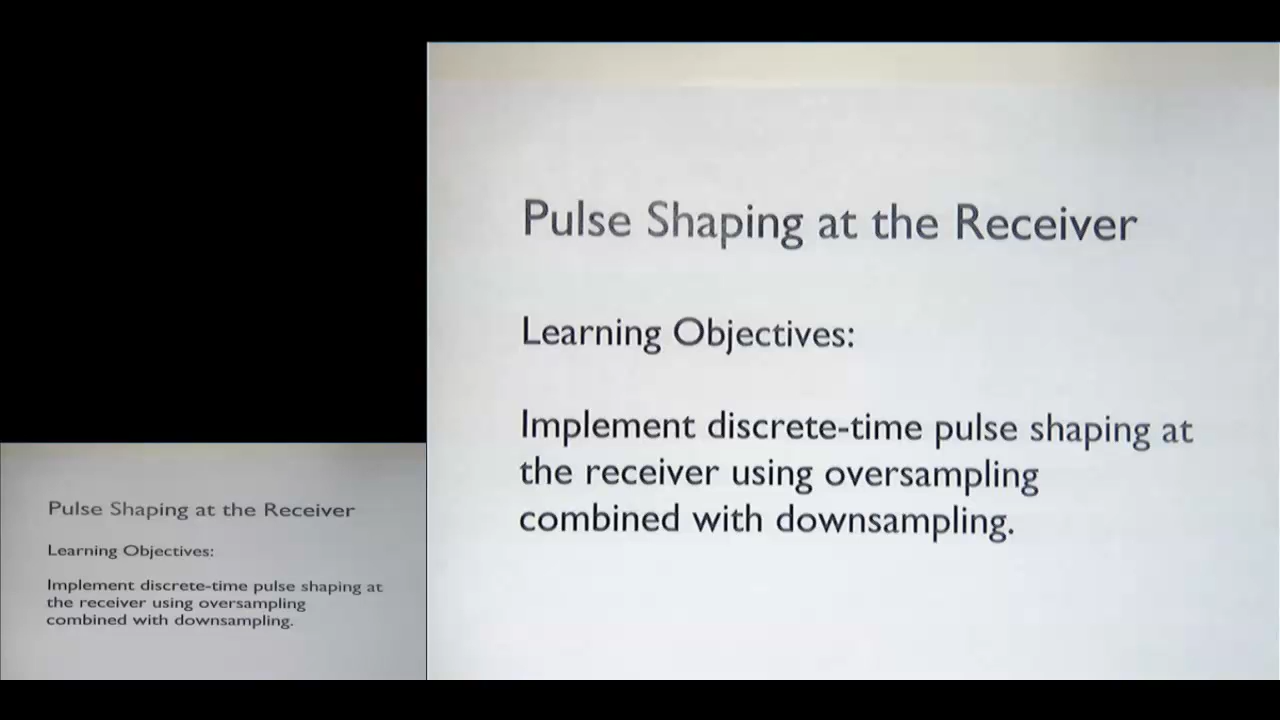 Pulse Shaping at the Receiver
Learning Objectives:
Implement discrete-time pulse shaping at
the receiver using oversampling
combined with downsampling.
Pulse Shaping at the Receiver
Learning Objectives:
Implement discrete-time pulse shaping at
the receiver using oversampling
combined with downsampling.